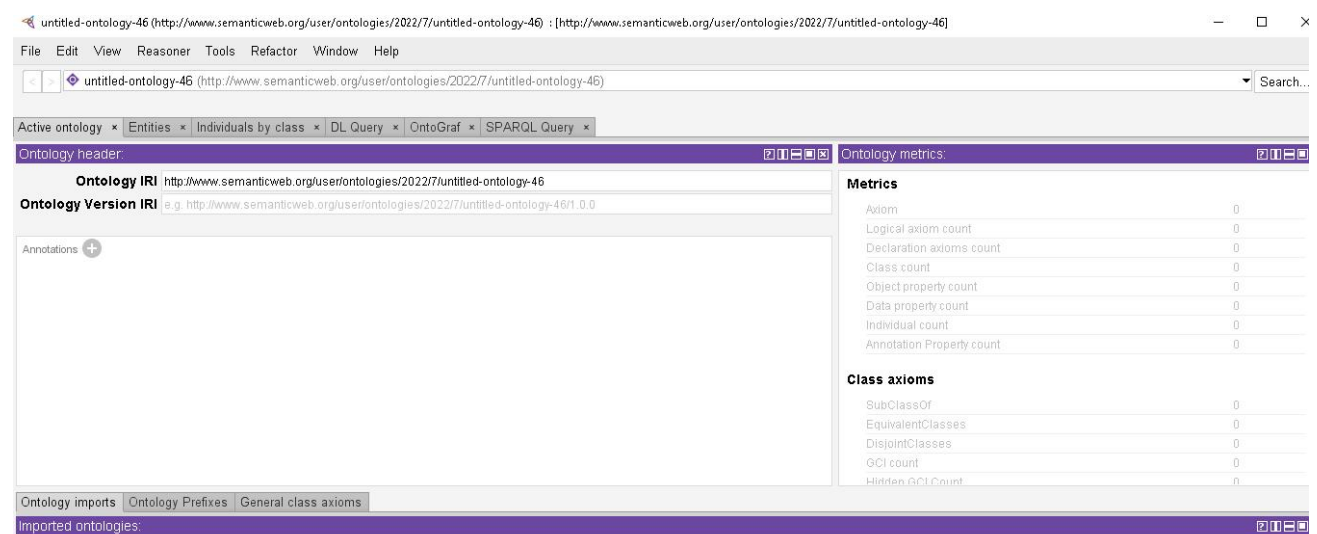 untitled-ontology-46 (http://www.semanticweb.org/user/ontologies/2022/7/untitled-ontology-46) : [http://www.semanticweb.org/user/ontologies/2022/7/untitled-ontology-46]
File Edit View Reasoner Tools Refactor Window Help
< > untitled-ontology-46 (http://www.semanticweb.org/user/ontologies/2022/7/untitled-ontology-46) Search...
Active ontology × Entities × Individuals by class × DL Query × OntoGraf × SPARQL Query ×
Ontology header:
Ontology IRI http://www.semanticweb.org/user/ontologies/2022/7/untitled-ontology-46
Ontology Version IRI e.g. http://www.semanticweb.org/user/ontologies/2022/7/untitled-ontology-46/1.0.0
Annotations
Ontology metrics:
Metrics
Axiom 0
Logical axiom count 0
Declaration axioms count 0
Class count 0
Object property count 0
Data property count 0
Individual count 0
Annotation Property count 0
Class axioms
SubClassOf 0
EquivalentClasses 0
DisjointClasses 0
GCI count 0
Hidden GCI Count 0
Ontology imports Ontology Prefixes General class axioms
Imported ontologies: